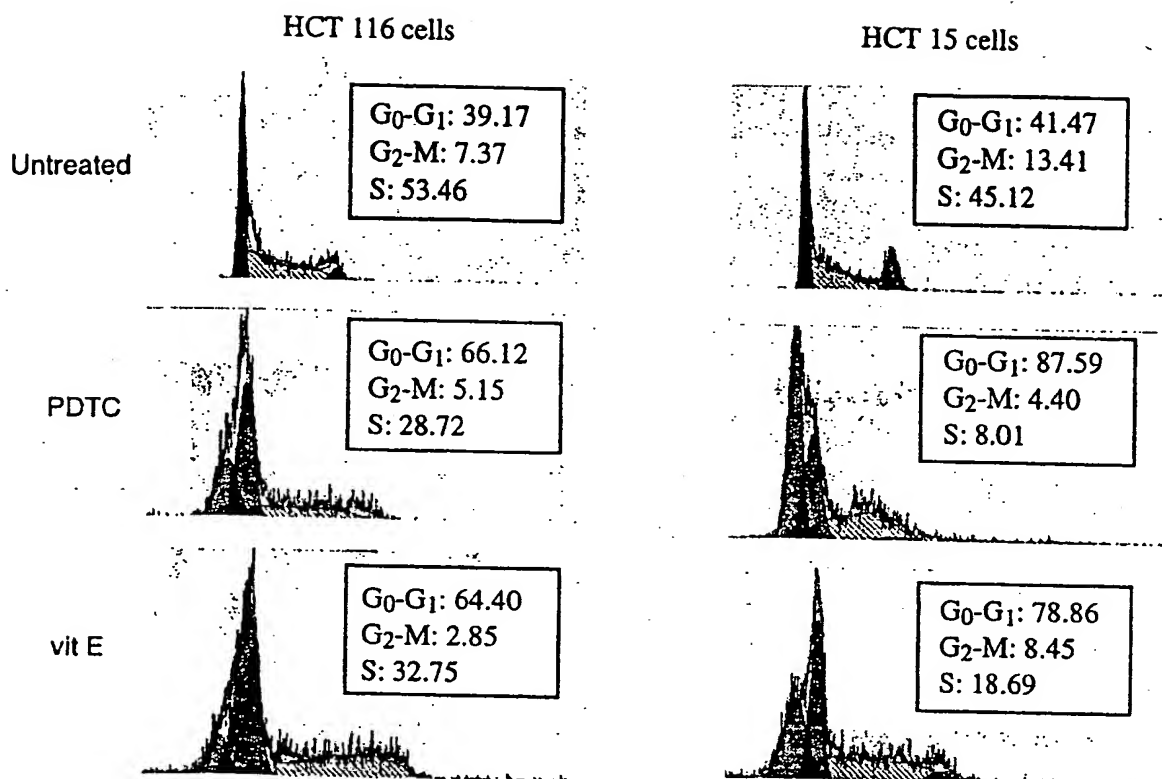 HCT 116 cells
HCT 15 cells
Untreated
G₀-G₁: 39.17
G₂-M: 7.37
S: 53.46
G₀-G₁: 41.47
G₂-M: 13.41
S: 45.12
PDTC
G₀-G₁: 66.12
G₂-M: 5.15
S: 28.72
G₀-G₁: 87.59
G₂-M: 4.40
S: 8.01
vit E
G₀-G₁: 64.40
G₂-M: 2.85
S: 32.75
G₀-G₁: 78.86
G₂-M: 8.45
S: 18.69